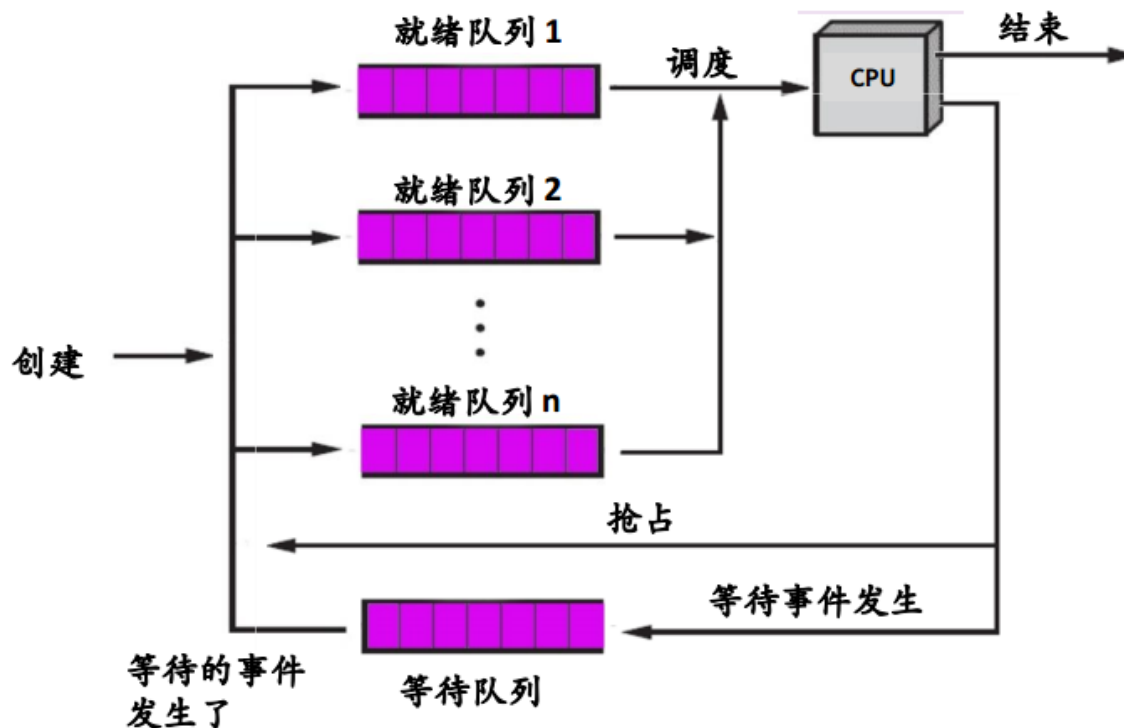 就绪队列 1
调度
CPU
结束
就绪队列 2
创建
就绪队列 n
抢占
等待事件发生
等待的事件
发生了
等待队列